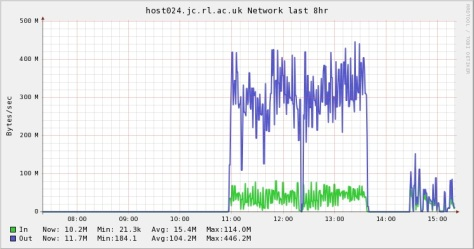 host024.jc.rl.ac.uk Network last 8hr
500 M
400 M
300 M
200 M
100 M
0
Bytes/sec
08:00 09:00 10:00 11:00 12:00 13:00 14:00 15:00
In Now: 10.2M Min: 21.3k Avg: 15.4M Max:114.0M
Out Now: 11.7M Min:184.1 Avg:104.2M Max:446.2M
RRDTOOL / TOBI OETIKER